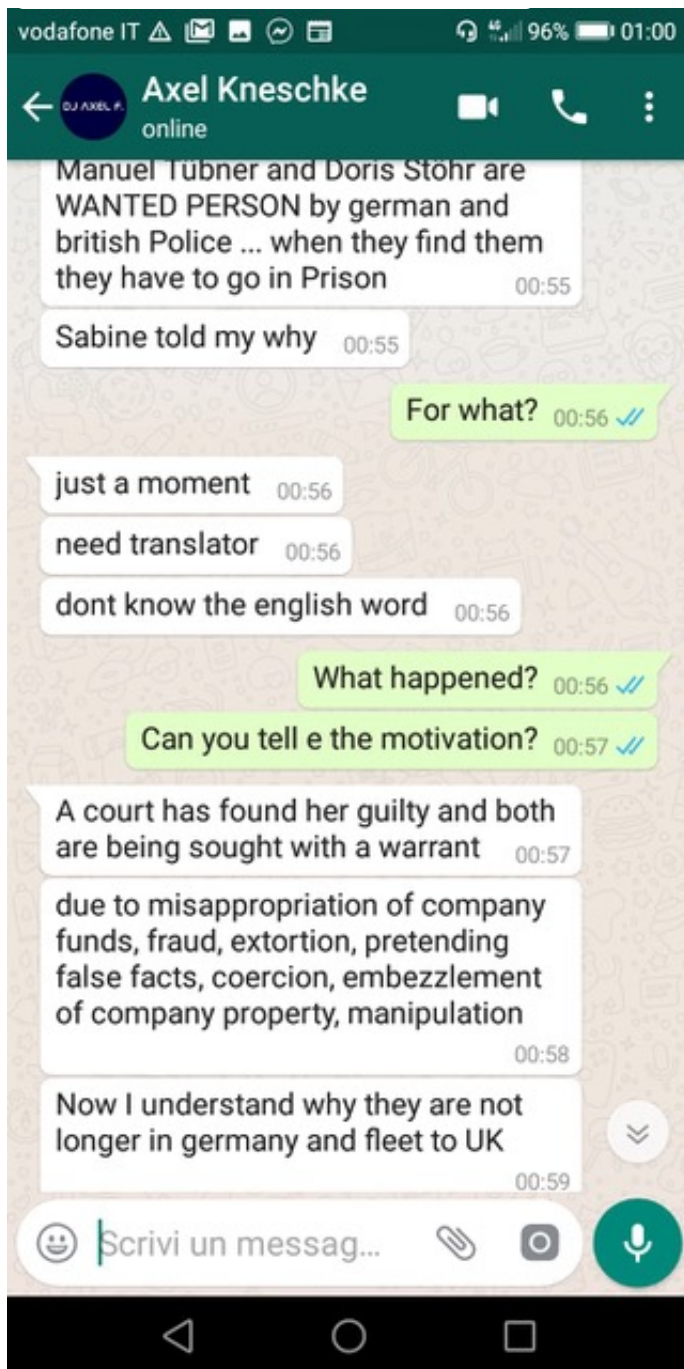 vodafone IT 96% 01:00
DJ AXEL F.
Axel Kneschke
online
Manuel Tübner and Doris Stöhr are
WANTED PERSON by german and
british Police ... when they find them
they have to go in Prison 00:55
Sabine told my why 00:55
For what? 00:56
just a moment 00:56
need translator 00:56
dont know the english word 00:56
What happened? 00:56
Can you tell e the motivation? 00:57
A court has found her guilty and both
are being sought with a warrant 00:57
due to misappropriation of company
funds, fraud, extortion, pretending
false facts, coercion, embezzlement
of company property, manipulation
00:58
Now I understand why they are not
longer in germany and fleet to UK
00:59
Scrivi un messag...